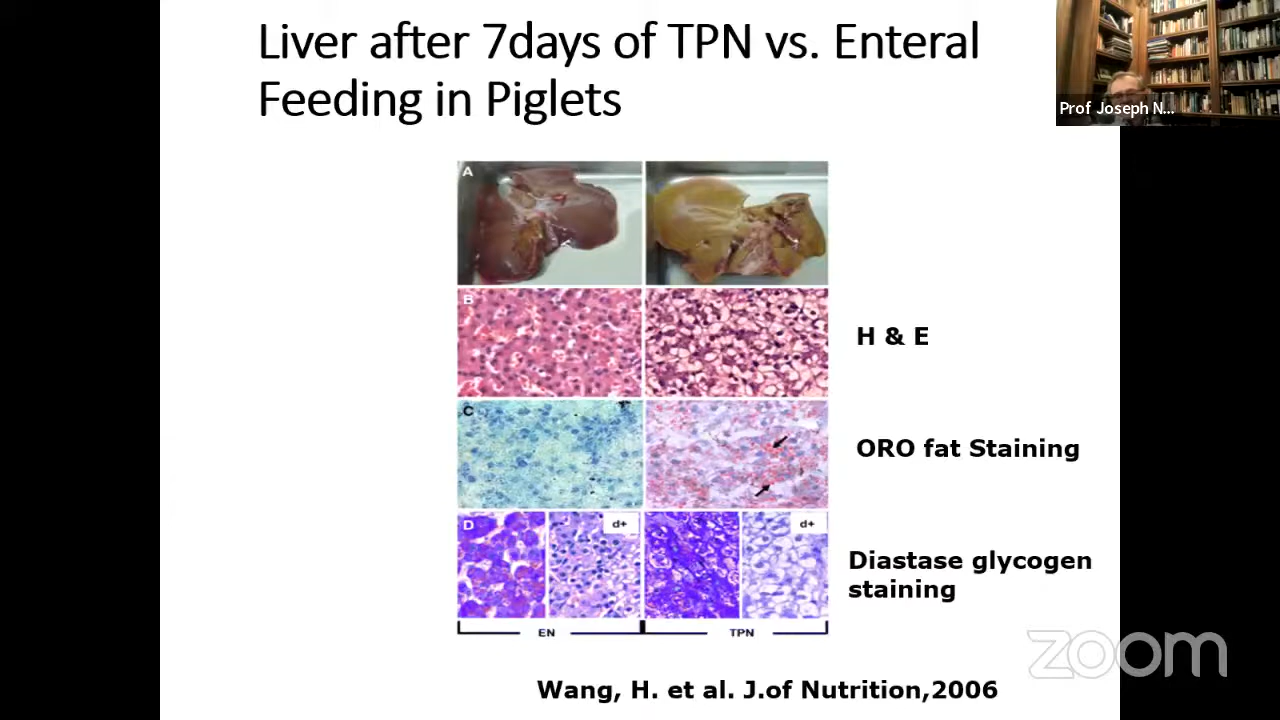 Liver after 7days of TPN vs. Enteral
Feeding in Piglets
Prof Joseph N...
A
B
H & E
C
ORO fat Staining
D
d+
d+
Diastase glycogen
staining
EN
TPN
zoom
Wang, H. et al. J.of Nutrition,2006